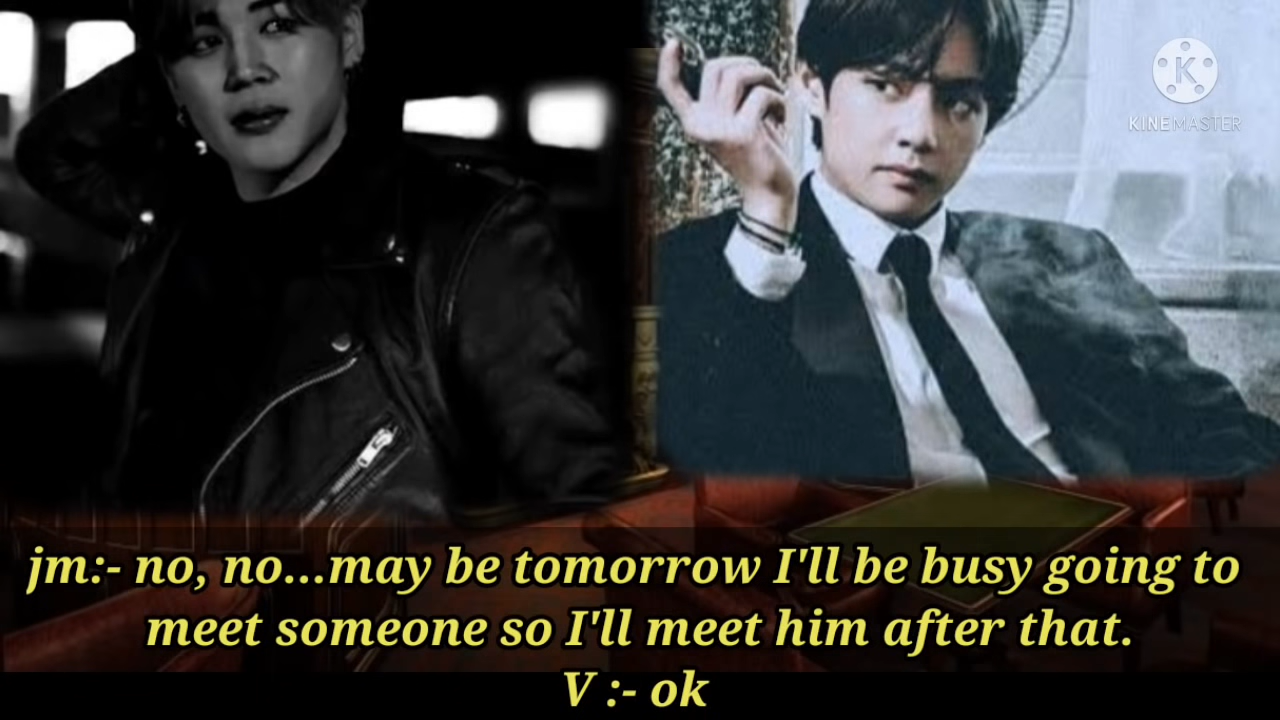 KINEMASTER
jm:- no, no...may be tomorrow I'll be busy going to
meet someone so I'll meet him after that.
V :- ok